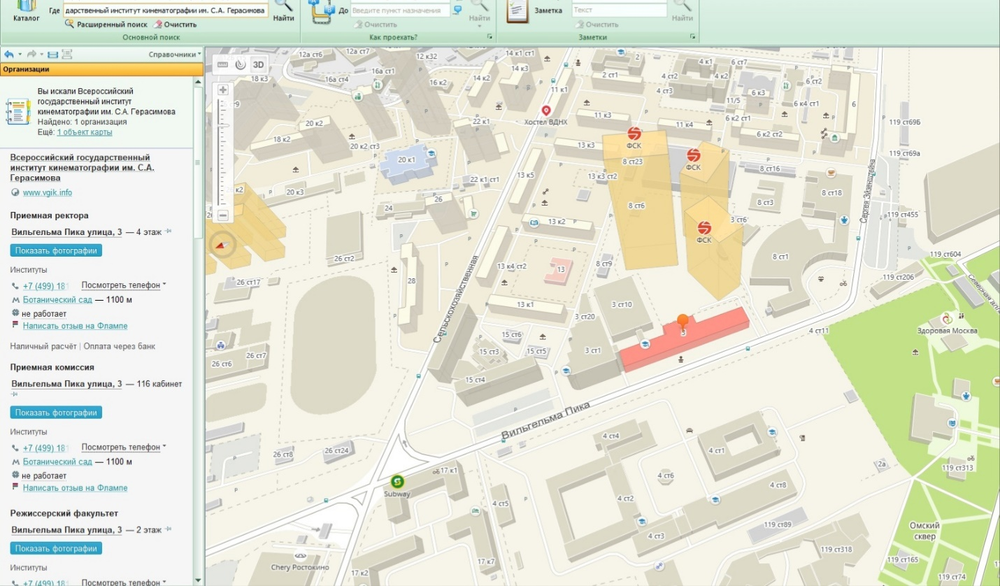 Каталог
Где
дарственный институт кинематографии им. С.А. Герасимова
Найти
Расширенный поиск
Очистить
Основной поиск
До
Введите пункт назначения
Найти
Очистить
Как проехать?
Заметка
Текст
Найти
Очистить
Заметки
Справочники
Организации
Вы искали Всероссийский
государственный институт
кинематографии им. С.А. Герасимова
Найдено: 1 организация
Ещё: 1 объект карты
Всероссийский государственный
институт кинематографии им. С.А.
Герасимова
www.vgik.info
Приемная ректора
Вильгельма Пика улица, 3 — 4 этаж
Показать фотографии
Институты
+7 (499) 181
Посмотреть телефон
Ботанический сад — 1100 м
не работает
Написать отзыв на Флампе
Наличный расчёт | Оплата через банк
Приемная комиссия
Вильгельма Пика улица, 3 — 116 кабинет
Показать фотографии
Институты
+7 (499) 181
Посмотреть телефон
Ботанический сад — 1100 м
не работает
Написать отзыв на Флампе
Режиссерский факультет
Вильгельма Пика улица, 3 — 2 этаж
Показать фотографии
Институты
+7 (499) 181
Посмотреть телефон
3D
12а ст6
12а ст7
12 к32
14 к1 ст1
2
4 к1
6 ст7
18 к3
16а ст4
16а ст1
16 к2
14 к2
14 к3
11 к1
2 ст1
4 ст2
4 к2
4 ст3
6 к3
6 ст2
11/5
6 к4 ст1
6
20 к2
22 к1
Хостел ВДНХ
11 к3
11 к4
6 к2 ст1
6 к2 ст2
119 ст69Б
18 к2
20 к2 ст3
20 к1
13 к3
ФСК
8 ст23
ФСК
8 ст16
119 ст69а
20 к3
22 к1 ст1
13 к5
13 к3 ст2
8 ст18
Сергея Эйзенштейна
24
26
8 ст6
8 ст3
119 ст455
13 к2
3 ст6
ФСК
26 ст2
13 к4 ст2
13
8 ст9
8 ст1
119 ст604
26 ст17
28
Сельскохозяйственная
119 ст206
13 к1
3 ст10
3 ст20
Здоровая Москва
4 ст11
3
15 ст6
15 ст3
15 ст5
3 ст1
26 ст6
26 ст7
15 ст4
Вильгельма Пика
4 ст4
4 ст1
26 ст8
26 ст24
17 к1
Subway
4 ст6
4 ст8
2а
119 ст313
4 ст5
4 ст2
4 ст3
119 ст89
Омский
сквер
119 ст318
119 ст165
119 ст74
17 к7
17 к2
Chery Ростокино